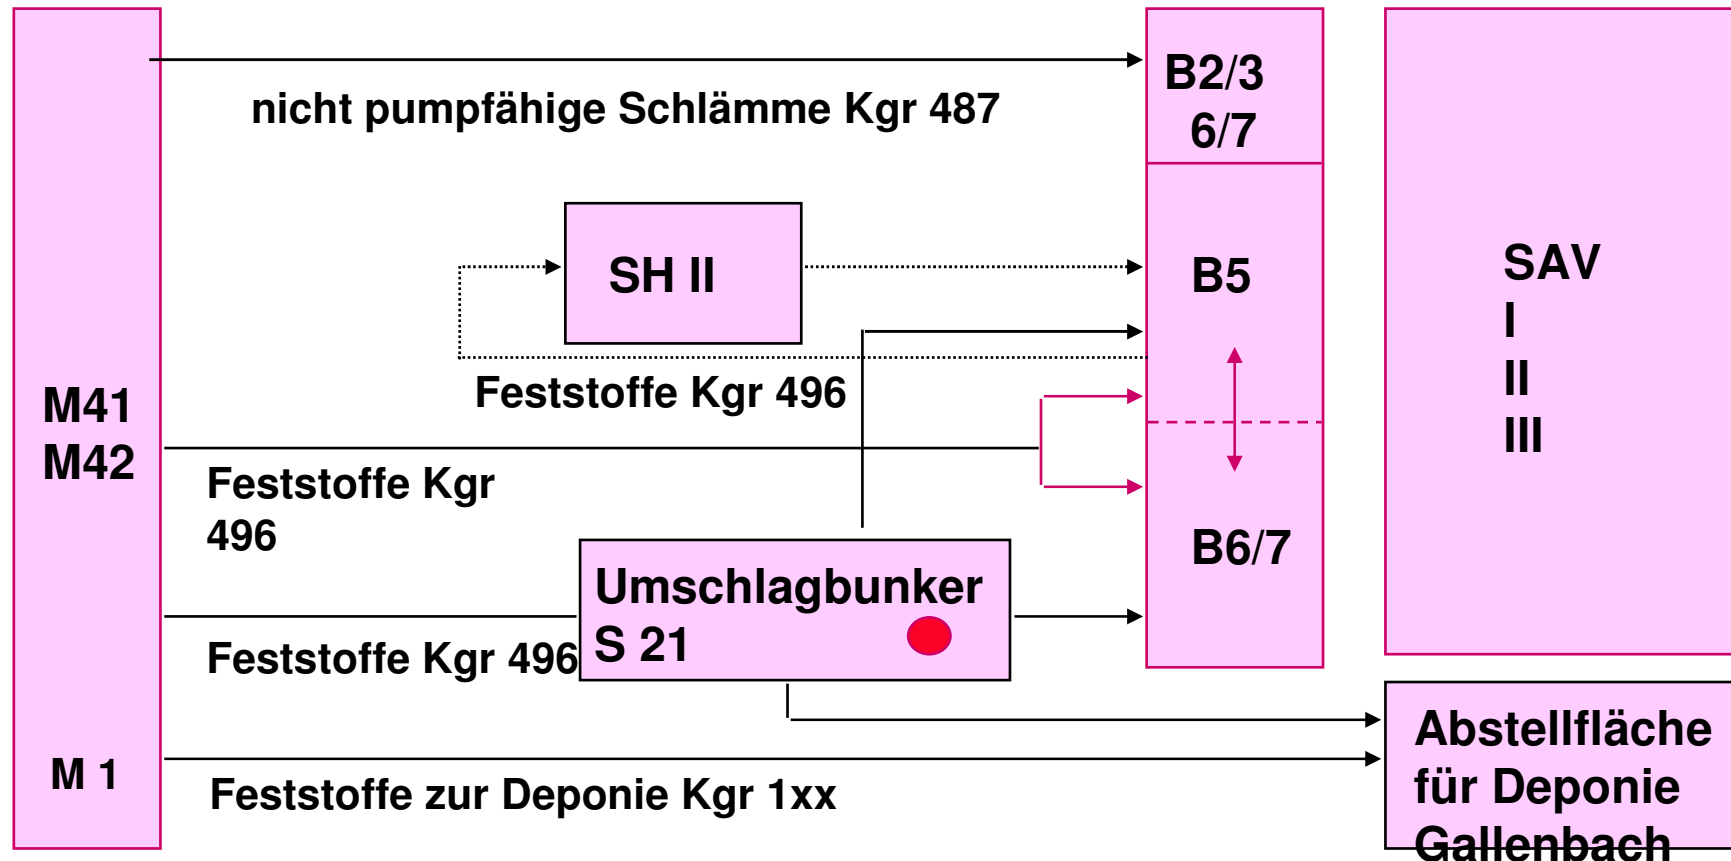 B2/3
6/7
nicht pumpfähige Schlämme Kgr 487
SH II
B5
SAV
I
II
III
Feststoffe Kgr 496
M41
M42
Feststoffe Kgr
496
B6/7
Umschlagbunker
S 21
Feststoffe Kgr 496
M 1
Feststoffe zur Deponie Kgr 1xx
Abstellfläche
für Deponie
Gallenbach